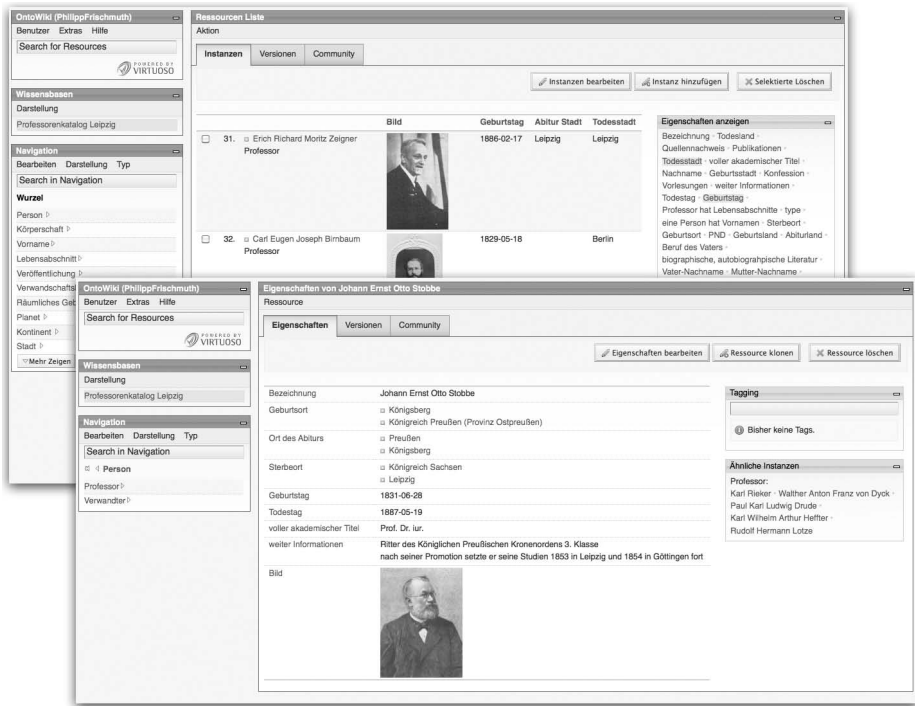 OntoWiki (PhilippFrischmuth)
Benutzer Extras Hilfe
Search for Resources
POWERED BY
VIRTUOSO
Wissensbasen
Darstellung
Professorenkatalog Leipzig
Navigation
Bearbeiten Darstellung Typ
Search in Navigation
Wurzel
Person
Körperschaft
Vorname
Lebensabschnitt
Veröffentlichung
Verwandschafts
Räumliches Geb
Planet
Kontinent
Stadt
Mehr Zeigen
Ressourcen Liste
Aktion
Instanzen Versionen Community
Instanzen bearbeiten Instanz hinzufügen Selektierte Löschen
Bild Geburtstag Abitur Stadt Todesstadt
31. Erich Richard Moritz Zeigner 1886-02-17 Leipzig Leipzig
Professor
32. Carl Eugen Joseph Birnbaum 1829-05-18 Berlin
Professor
Eigenschaften anzeigen
Bezeichnung · Todesland ·
Quellennachweis · Publikationen ·
Todesstadt · voller akademischer Titel ·
Nachname · Geburtsstadt · Konfession ·
Vorlesungen · weiter Informationen ·
Todestag · Geburtstag ·
Professor hat Lebensabschnitte · type ·
eine Person hat Vornamen · Sterbeort ·
Geburtsort · PND · Geburtsland · Abiturland ·
Beruf des Vaters ·
biographische, autobiograhpische Literatur ·
Vater-Nachname · Mutter-Nachname ·
OntoWiki (PhilippFrischmuth)
Benutzer Extras Hilfe
Search for Resources
POWERED BY
VIRTUOSO
Wissensbasen
Darstellung
Professorenkatalog Leipzig
Navigation
Bearbeiten Darstellung Typ
Search in Navigation
Person
Professor
Verwandter
Eigenschaften von Johann Ernst Otto Stobbe
Ressource
Eigenschaften Versionen Community
Eigenschaften bearbeiten Ressource klonen Ressource löschen
Bezeichnung Johann Ernst Otto Stobbe
Geburtsort Königsberg
Königreich Preußen (Provinz Ostpreußen)
Ort des Abiturs Preußen
Königsberg
Sterbeort Königreich Sachsen
Leipzig
Geburtstag 1831-06-28
Todestag 1887-05-19
voller akademischer Titel Prof. Dr. iur.
weiter Informationen Ritter des Königlichen Preußischen Kronenordens 3. Klasse
nach seiner Promotion setzte er seine Studien 1853 in Leipzig und 1854 in Göttingen fort
Bild
Tagging
Bisher keine Tags.
Ähnliche Instanzen
Professor:
Karl Rieker · Walther Anton Franz von Dyck ·
Paul Karl Ludwig Drude ·
Karl Wilhelm Arthur Heffter ·
Rudolf Hermann Lotze